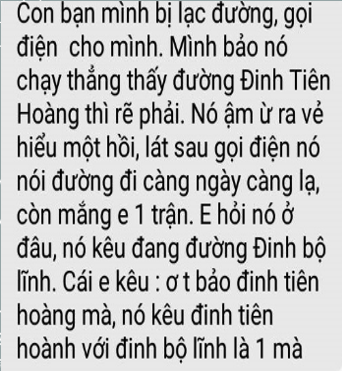 Con bạn mình bị lạc đường, gọi
điện cho mình. Mình bảo nó
chạy thẳng thấy đường Đinh Tiên
Hoàng thì rẽ phải. Nó ậm ừ ra vẻ
hiểu một hồi, lát sau gọi điện nó
nói đường đi càng ngày càng lạ,
còn mắng e 1 trận. E hỏi nó ở
đâu, nó kêu đang đường Đinh bộ
lĩnh. Cái e kêu : ơ t bảo đinh tiên
hoàng mà, nó kêu đinh tiên
hoành với đinh bộ lĩnh là 1 mà